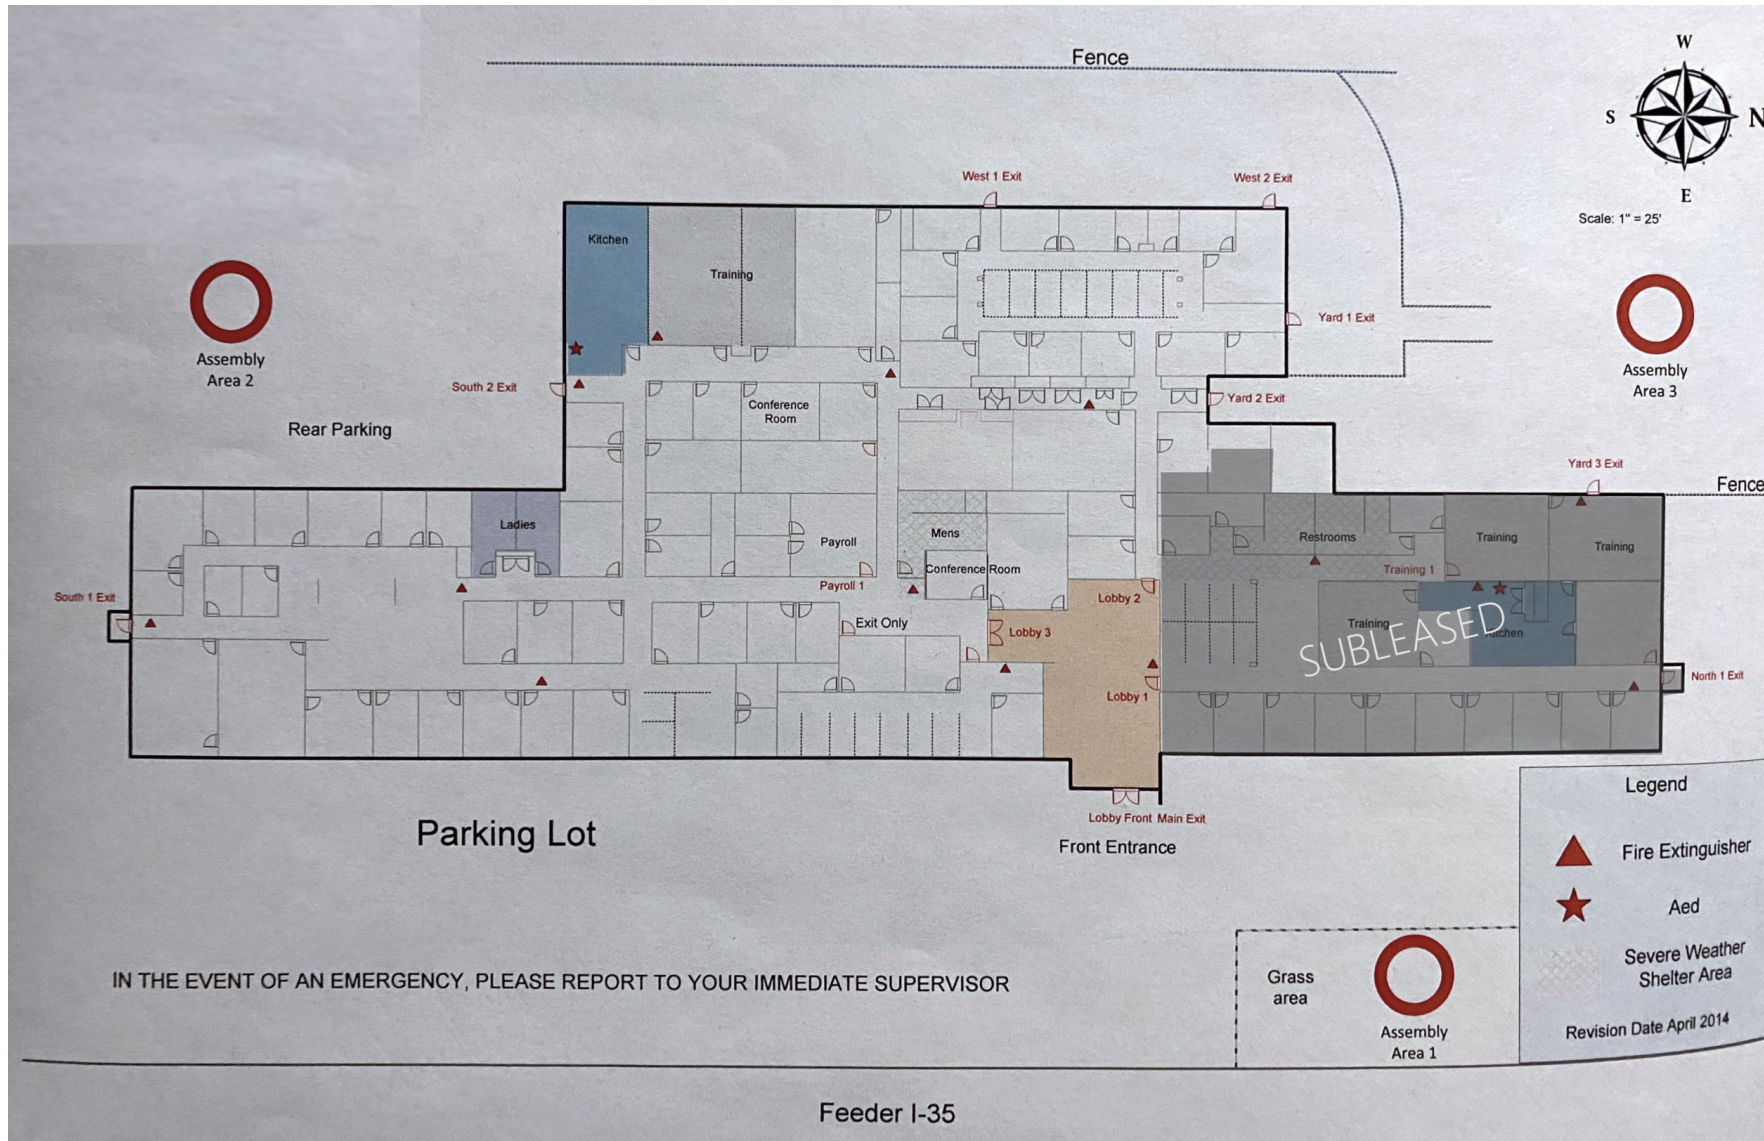 Fence
W
S
N
E
Scale: 1" = 25'
West 1 Exit
West 2 Exit
Kitchen
Training
Yard 1 Exit
Assembly
Area 2
Assembly
Area 3
South 2 Exit
Conference
Room
Yard 2 Exit
Rear Parking
Yard 3 Exit
Fence
Ladies
Payroll
Mens
Restrooms
Training
Training
Conference Room
Training 1
Payroll 1
South 1 Exit
Lobby 2
Exit Only
Lobby 3
Training
Kitchen
SUBLEASED
Lobby 1
North 1 Exit
Lobby Front Main Exit
Front Entrance
Parking Lot
Legend
Fire Extinguisher
Aed
Severe Weather
Shelter Area
Revision Date April 2014
IN THE EVENT OF AN EMERGENCY, PLEASE REPORT TO YOUR IMMEDIATE SUPERVISOR
Grass
area
Assembly
Area 1
Feeder I-35